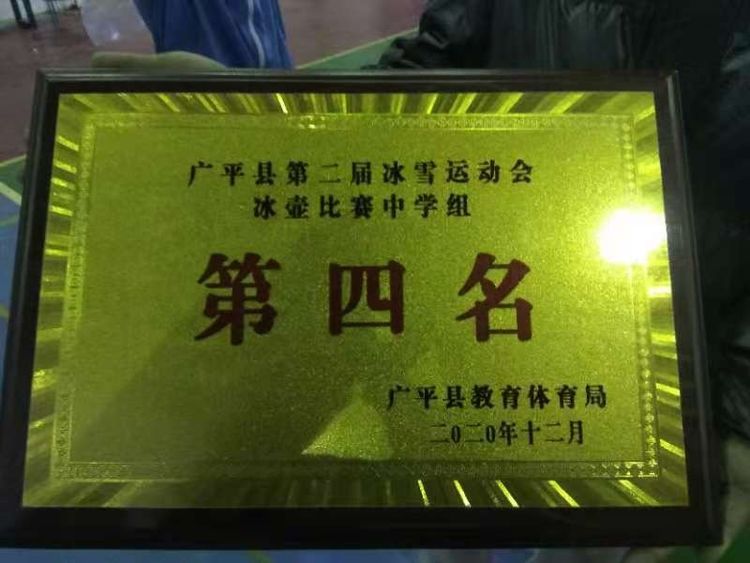 广平县第二届冰雪运动会
冰壶比赛中学组
第四名
广平县教育体育局
二〇二〇年十二月